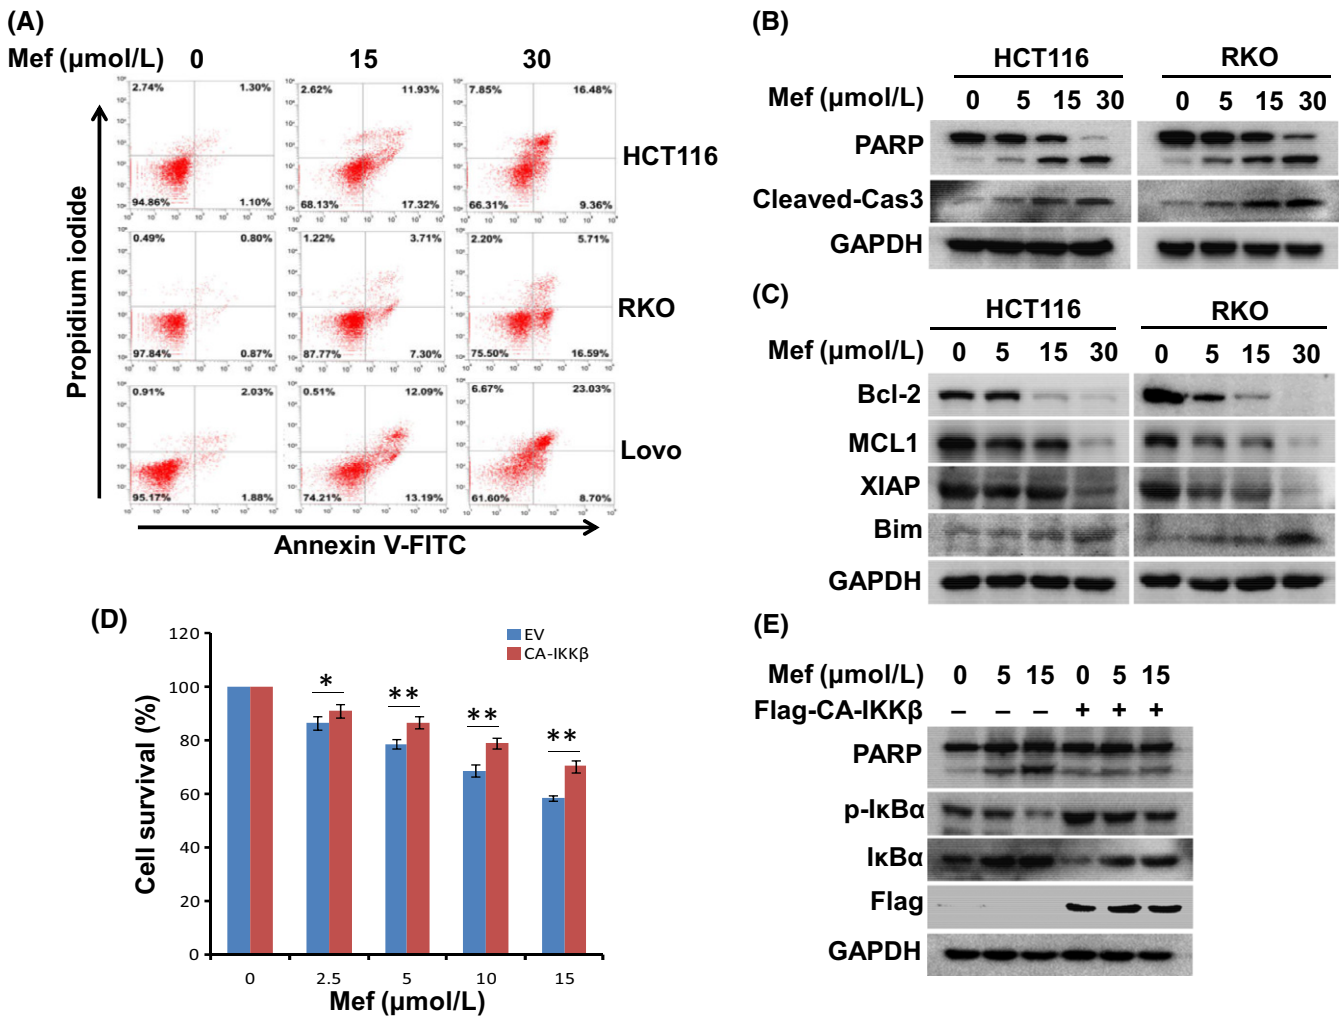 (A)
Mef (μmol/L) 0 15 30
2.74% 1.30% 2.62% 11.93% 7.85% 16.48%
HCT116
94.86% 1.10% 68.13% 17.32% 66.31% 9.36%
0.49% 0.80% 1.22% 3.71% 2.20% 5.71%
RKO
97.84% 0.87% 87.77% 7.30% 75.50% 16.59%
0.91% 2.03% 0.51% 12.09% 6.67% 23.03%
Lovo
95.17% 1.88% 74.21% 13.19% 61.60% 8.70%
Propidium iodide
Annexin V-FITC
(B)
HCT116 RKO
Mef (μmol/L) 0 5 15 30 0 5 15 30
PARP
Cleaved-Cas3
GAPDH
(C)
HCT116 RKO
Mef (μmol/L) 0 5 15 30 0 5 15 30
Bcl-2
MCL1
XIAP
Bim
GAPDH
(D)
EV
CA-IKKβ
Cell survival (%)
120
100
80
60
40
20
0
* ** ** **
0 2.5 5 10 15
Mef (μmol/L)
(E)
Mef (μmol/L) 0 5 15 0 5 15
Flag-CA-IKKβ – – – + + +
PARP
p-IκBα
IκBα
Flag
GAPDH